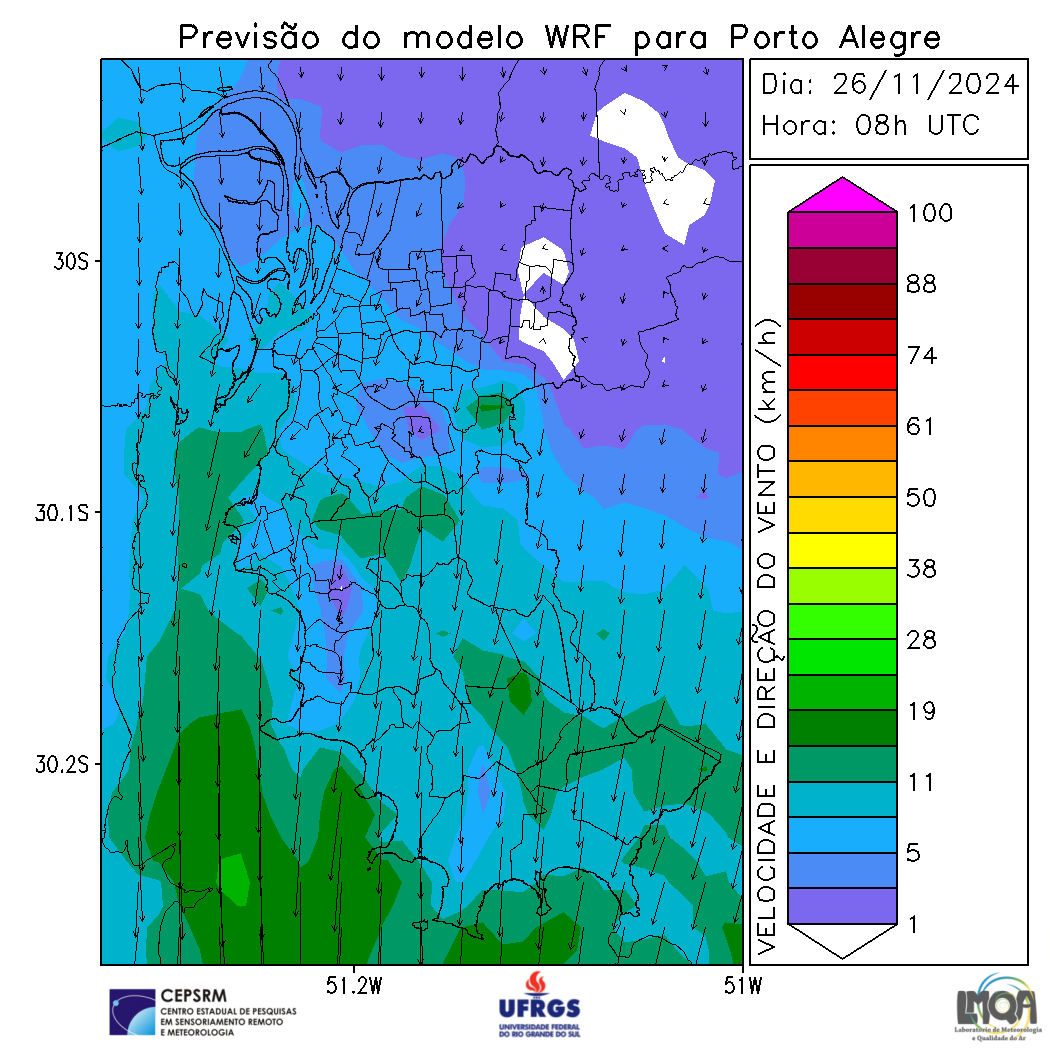 Previsão do modelo WRF para Porto Alegre
Dia: 26/11/2024
Hora: 08h UTC
30S
30.1S
30.2S
51.2W
51W
VELOCIDADE E DIREÇÃO DO VENTO (km/h)
100
88
74
61
50
38
28
19
11
5
1
CEPSRM
CENTRO ESTADUAL DE PESQUISAS
EM SENSORIAMENTO REMOTO
E METEOROLOGIA
UFRGS
UNIVERSIDADE FEDERAL
DO RIO GRANDE DO SUL
LMQA
Laboratório de Meteorologia
e Qualidade do Ar